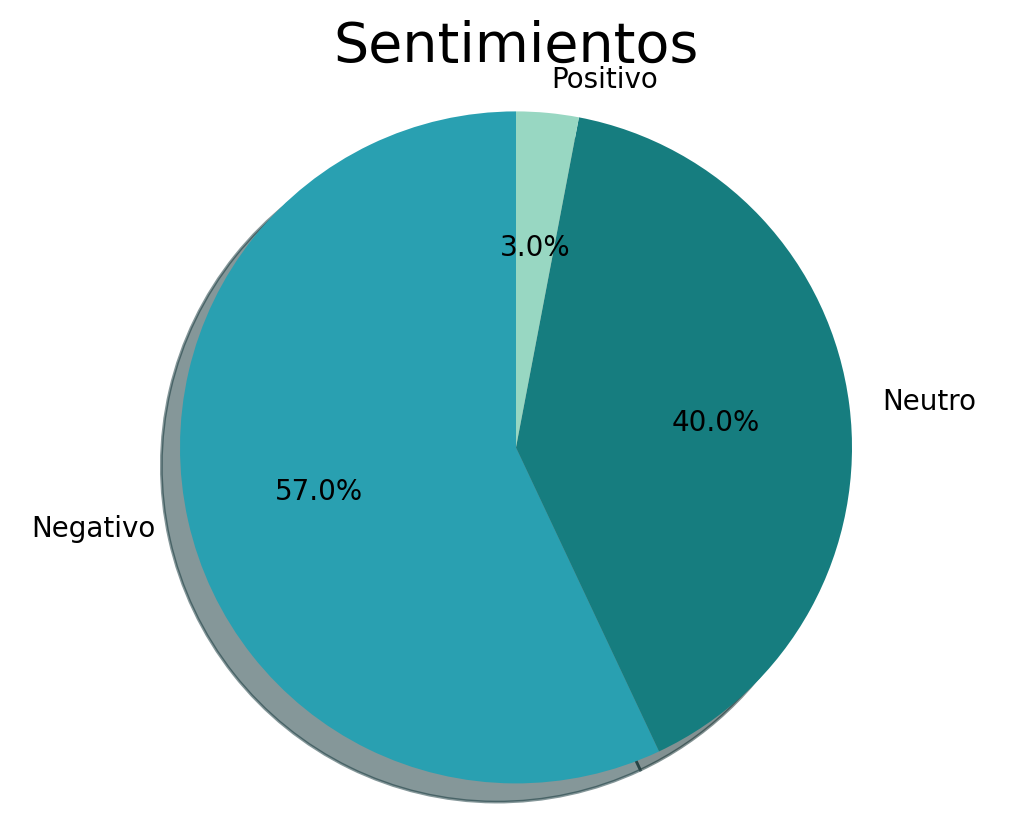 Sentimientos
Positivo
3.0%
Neutro
40.0%
57.0%
Negativo